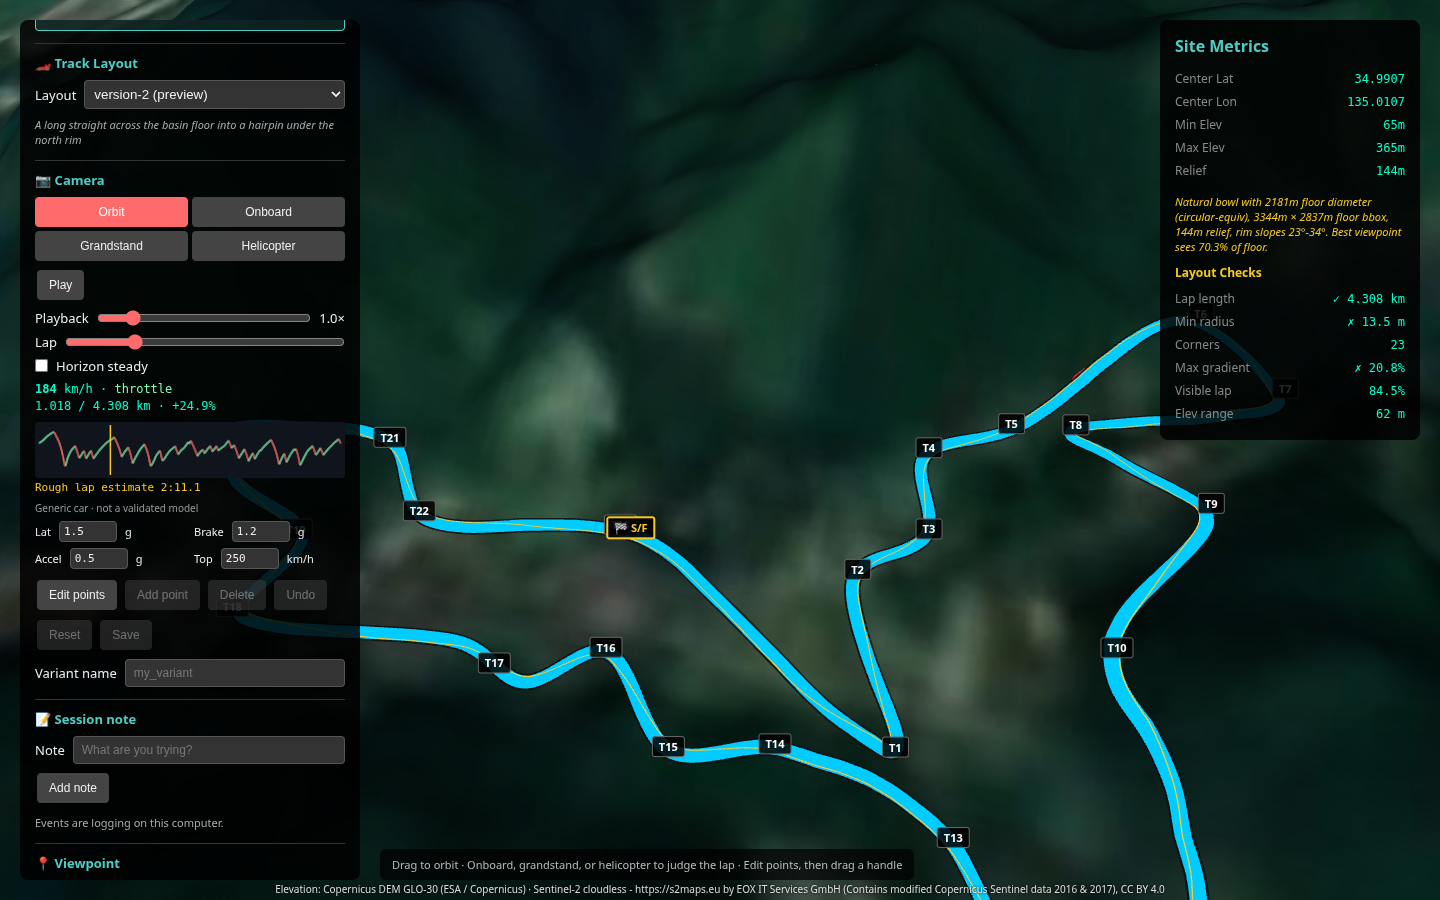 🏎️ Track Layout
Layout version-2 (preview)
A long straight across the basin floor into a hairpin under the
north rim
📷 Camera
Orbit Onboard
Grandstand Helicopter
Play
Playback 1.0×
Lap
Horizon steady
184 km/h · throttle
1.018 / 4.308 km · +24.9%
Rough lap estimate 2:11.1
Generic car · not a validated model
Lat 1.5 g Brake 1.2 g
Accel 0.5 g Top 250 km/h
Edit points Add point Delete Undo
Reset Save
Variant name my_variant
📝 Session note
Note What are you trying?
Add note
Events are logging on this computer.
📍 Viewpoint
T21
T22
🏁 S/F
T18
T17
T16
T15
T14
T13
T1
T2
T3
T4
T5
T8
T9
T10
T6
T7
Site Metrics
Center Lat 34.9907
Center Lon 135.0107
Min Elev 65m
Max Elev 365m
Relief 144m
Natural bowl with 2181m floor diameter
(circular-equiv), 3344m × 2837m floor bbox,
144m relief, rim slopes 23°-34°. Best viewpoint
sees 70.3% of floor.
Layout Checks
Lap length ✓ 4.308 km
Min radius ✗ 13.5 m
Corners 23
Max gradient ✗ 20.8%
Visible lap 84.5%
Elev range 62 m
Drag to orbit · Onboard, grandstand, or helicopter to judge the lap · Edit points, then drag a handle
Elevation: Copernicus DEM GLO-30 (ESA / Copernicus) · Sentinel-2 cloudless - https://s2maps.eu by EOX IT Services GmbH (Contains modified Copernicus Sentinel data 2016 & 2017), CC BY 4.0